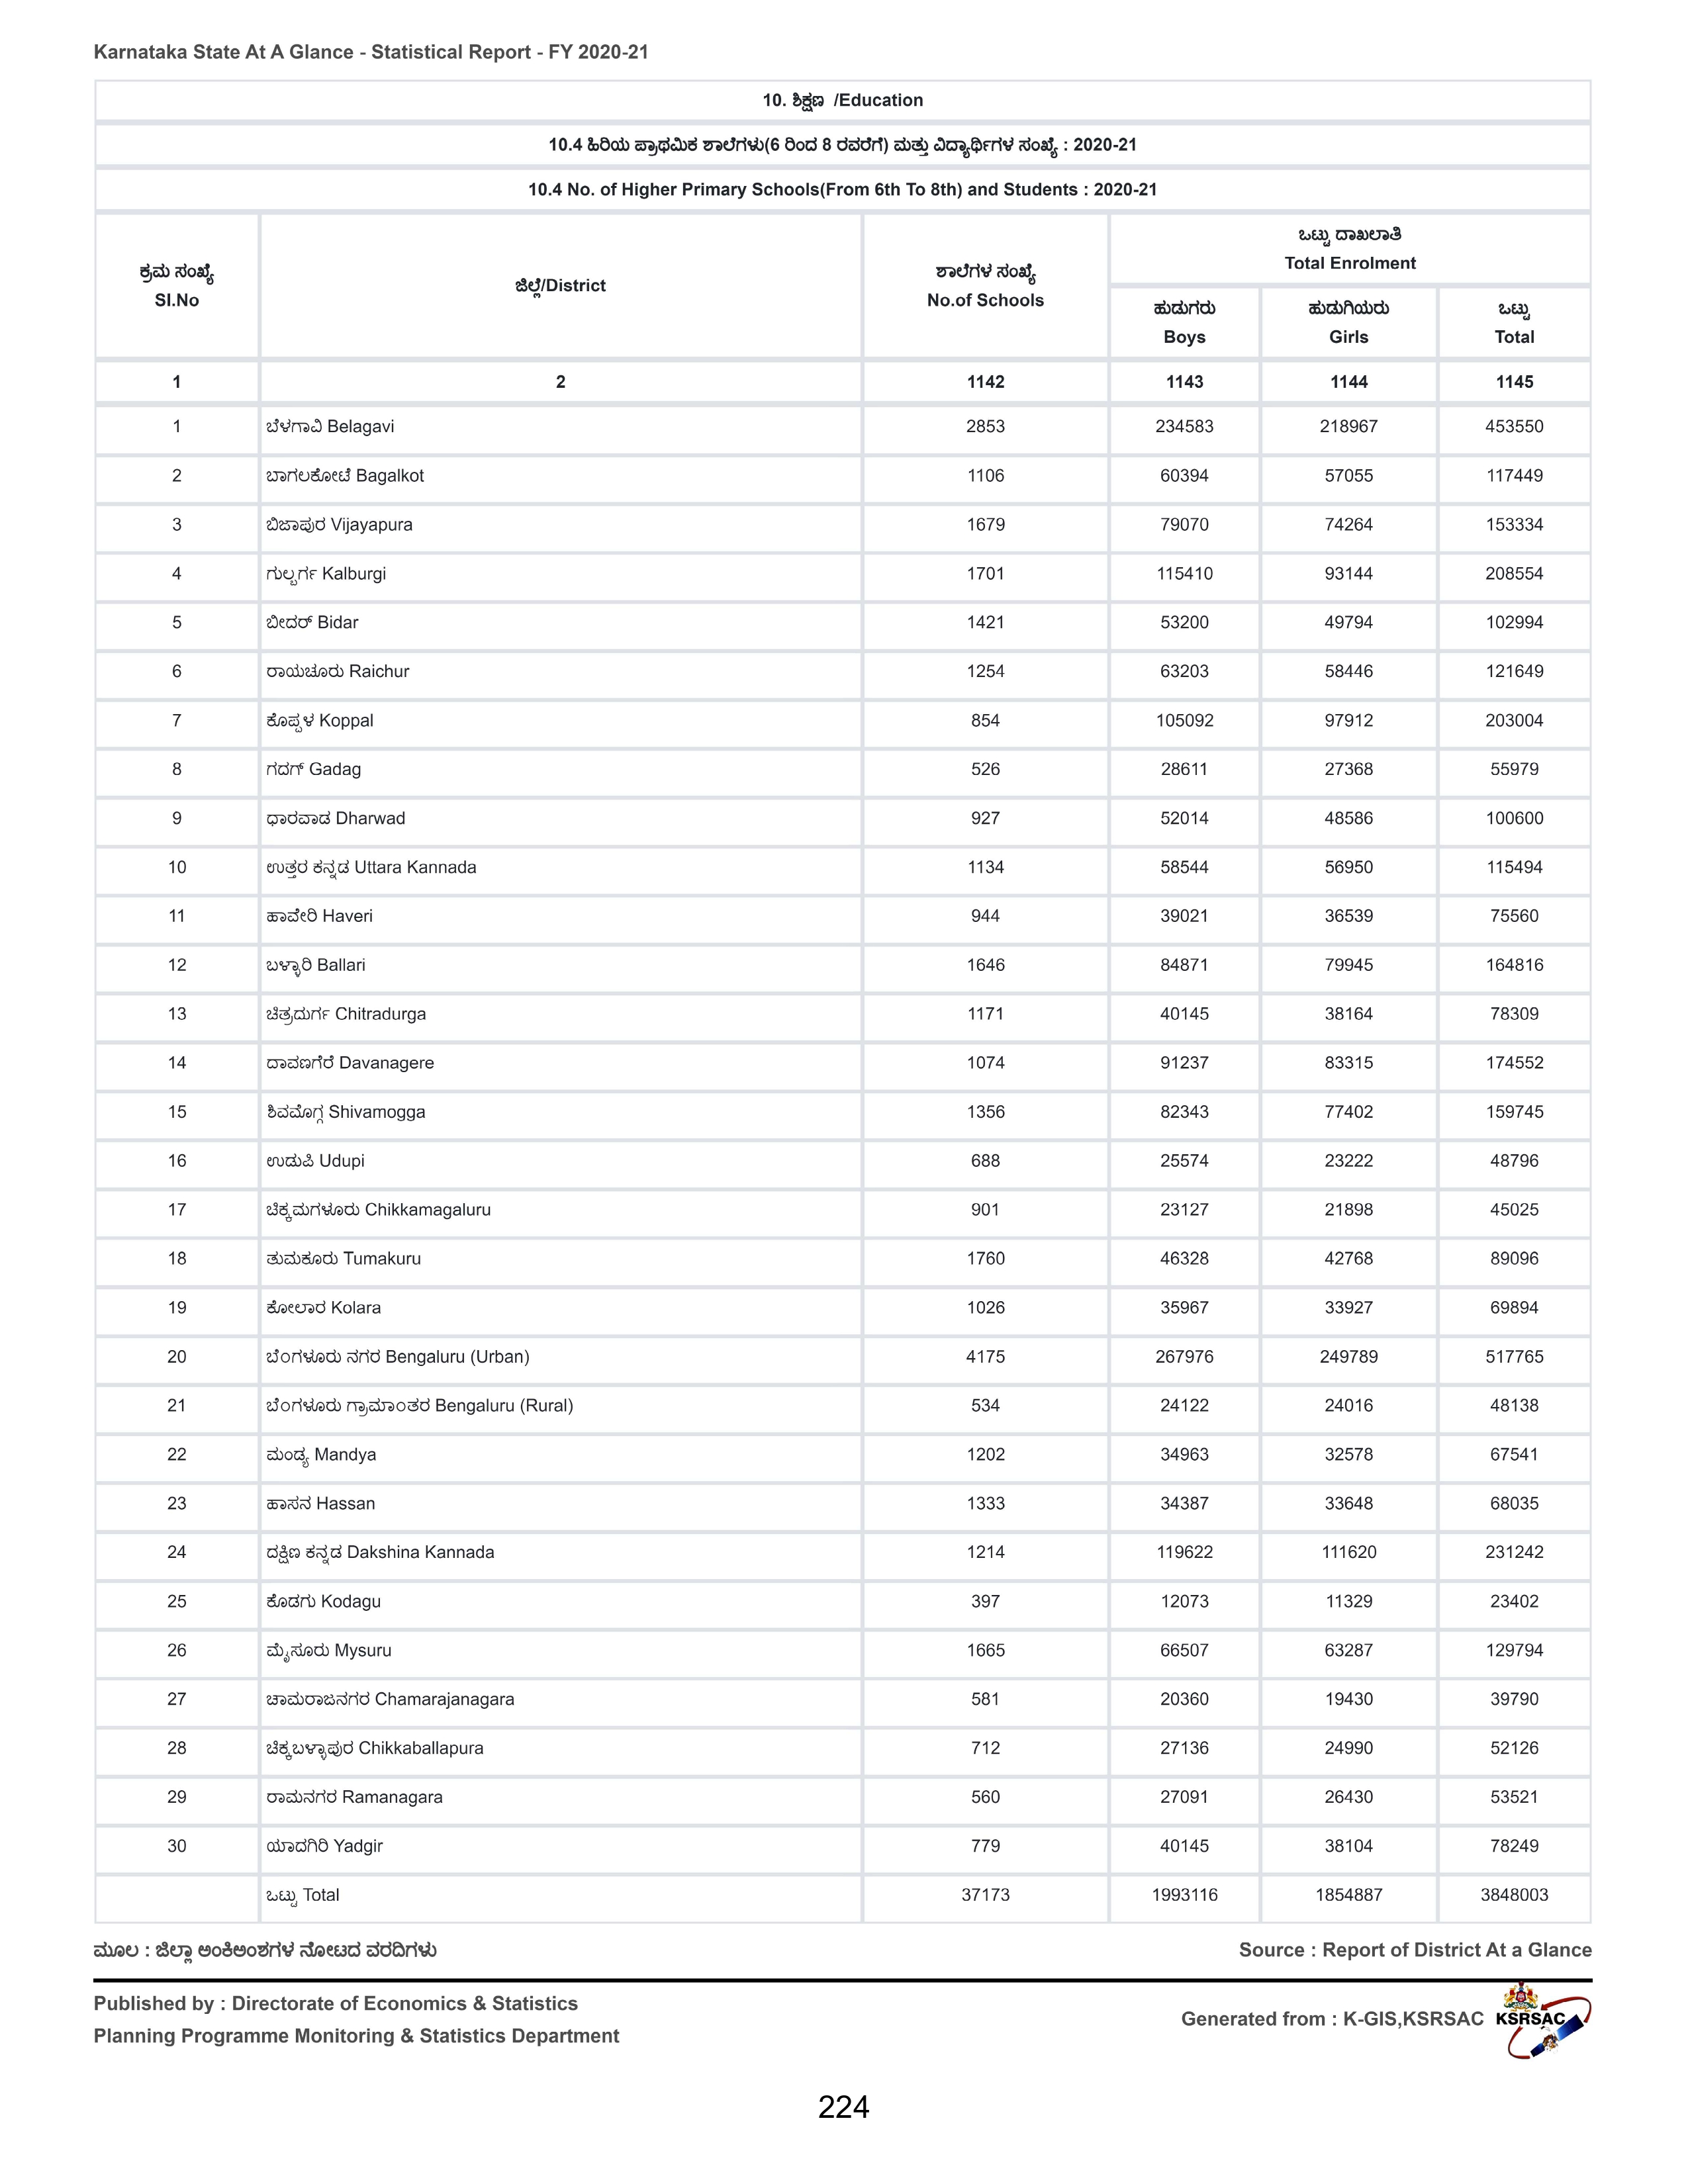 Karnataka State At A Glance - Statistical Report - FY 2020-21
10. ಶಿಕ್ಷಣ /Education
10.4 ಹಿರಿಯ ಪ್ರಾಥಮಿಕ ಶಾಲೆಗಳು(6 ರಿಂದ 8 ರವರೆಗೆ) ಮತ್ತು ವಿದ್ಯಾರ್ಥಿಗಳ ಸಂಖ್ಯೆ : 2020-21
10.4 No. of Higher Primary Schools(From 6th To 8th) and Students : 2020-21
ಕ್ರಮ ಸಂಖ್ಯೆ
Sl.No
ಜಿಲ್ಲೆ/District
ಶಾಲೆಗಳ ಸಂಖ್ಯೆ
No.of Schools
ಒಟ್ಟು ದಾಖಲಾತಿ
Total Enrolment
ಹುಡುಗರು ಹುಡುಗಿಯರು ಒಟ್ಟು
Boys Girls Total
1 2 1142 1143 1144 1145
1 ಬೆಳಗಾವಿ Belagavi 2853 234583 218967 453550
2 ಬಾಗಲಕೋಟೆ Bagalkot 1106 60394 57055 117449
3 ಬಿಜಾಪುರ Vijayapura 1679 79070 74264 153334
4 ಗುಲ್ಬರ್ಗ Kalburgi 1701 115410 93144 208554
5 ಬೀದರ್ Bidar 1421 53200 49794 102994
6 ರಾಯಚೂರು Raichur 1254 63203 58446 121649
7 ಕೊಪ್ಪಳ Koppal 854 105092 97912 203004
8 ಗದಗ್ Gadag 526 28611 27368 55979
9 ಧಾರವಾಡ Dharwad 927 52014 48586 100600
10 ಉತ್ತರ ಕನ್ನಡ Uttara Kannada 1134 58544 56950 115494
11 ಹಾವೇರಿ Haveri 944 39021 36539 75560
12 ಬಳ್ಳಾರಿ Ballari 1646 84871 79945 164816
13 ಚಿತ್ರದುರ್ಗ Chitradurga 1171 40145 38164 78309
14 ದಾವಣಗೆರೆ Davanagere 1074 91237 83315 174552
15 ಶಿವಮೊಗ್ಗ Shivamogga 1356 82343 77402 159745
16 ಉಡುಪಿ Udupi 688 25574 23222 48796
17 ಚಿಕ್ಕಮಗಳೂರು Chikkamagaluru 901 23127 21898 45025
18 ತುಮಕೂರು Tumakuru 1760 46328 42768 89096
19 ಕೋಲಾರ Kolara 1026 35967 33927 69894
20 ಬೆಂಗಳೂರು ನಗರ Bengaluru (Urban) 4175 267976 249789 517765
21 ಬೆಂಗಳೂರು ಗ್ರಾಮಾಂತರ Bengaluru (Rural) 534 24122 24016 48138
22 ಮಂಡ್ಯ Mandya 1202 34963 32578 67541
23 ಹಾಸನ Hassan 1333 34387 33648 68035
24 ದಕ್ಷಿಣ ಕನ್ನಡ Dakshina Kannada 1214 119622 111620 231242
25 ಕೊಡಗು Kodagu 397 12073 11329 23402
26 ಮೈಸೂರು Mysuru 1665 66507 63287 129794
27 ಚಾಮರಾಜನಗರ Chamarajanagara 581 20360 19430 39790
28 ಚಿಕ್ಕಬಳ್ಳಾಪುರ Chikkaballapura 712 27136 24990 52126
29 ರಾಮನಗರ Ramanagara 560 27091 26430 53521
30 ಯಾದಗಿರಿ Yadgir 779 40145 38104 78249
ಒಟ್ಟು Total 37173 1993116 1854887 3848003
ಮೂಲ : ಜಿಲ್ಲಾ ಅಂಕಿಅಂಶಗಳ ನೋಟದ ವರದಿಗಳು Source : Report of District At a Glance
Published by : Directorate of Economics & Statistics
Planning Programme Monitoring & Statistics Department
Generated from : K-GIS,KSRSAC KSRSAC
224